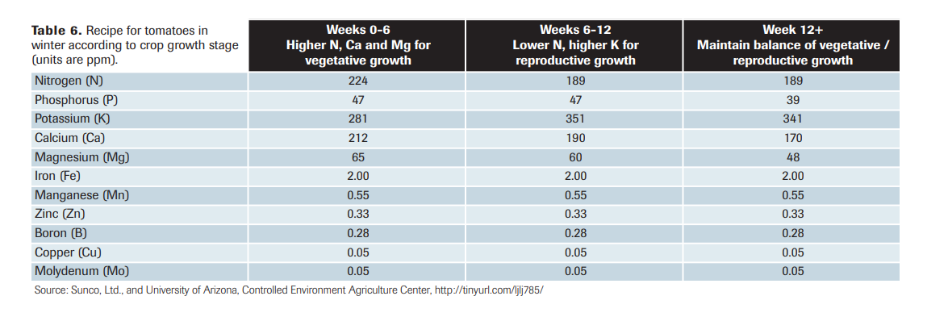 Table 6. Recipe for tomatoes in
winter according to crop growth stage
(units are ppm).
Weeks 0-6
Higher N, Ca and Mg for
vegetative growth
Weeks 6-12
Lower N, higher K for
reproductive growth
Week 12+
Maintain balance of vegetative /
reproductive growth
Nitrogen (N) 224 189 189
Phosphorus (P) 47 47 39
Potassium (K) 281 351 341
Calcium (Ca) 212 190 170
Magnesium (Mg) 65 60 48
Iron (Fe) 2.00 2.00 2.00
Manganese (Mn) 0.55 0.55 0.55
Zinc (Zn) 0.33 0.33 0.33
Boron (B) 0.28 0.28 0.28
Copper (Cu) 0.05 0.05 0.05
Molydenum (Mo) 0.05 0.05 0.05
Source: Sunco, Ltd., and University of Arizona, Controlled Environment Agriculture Center, http://tinyurl.com/ljlj785/